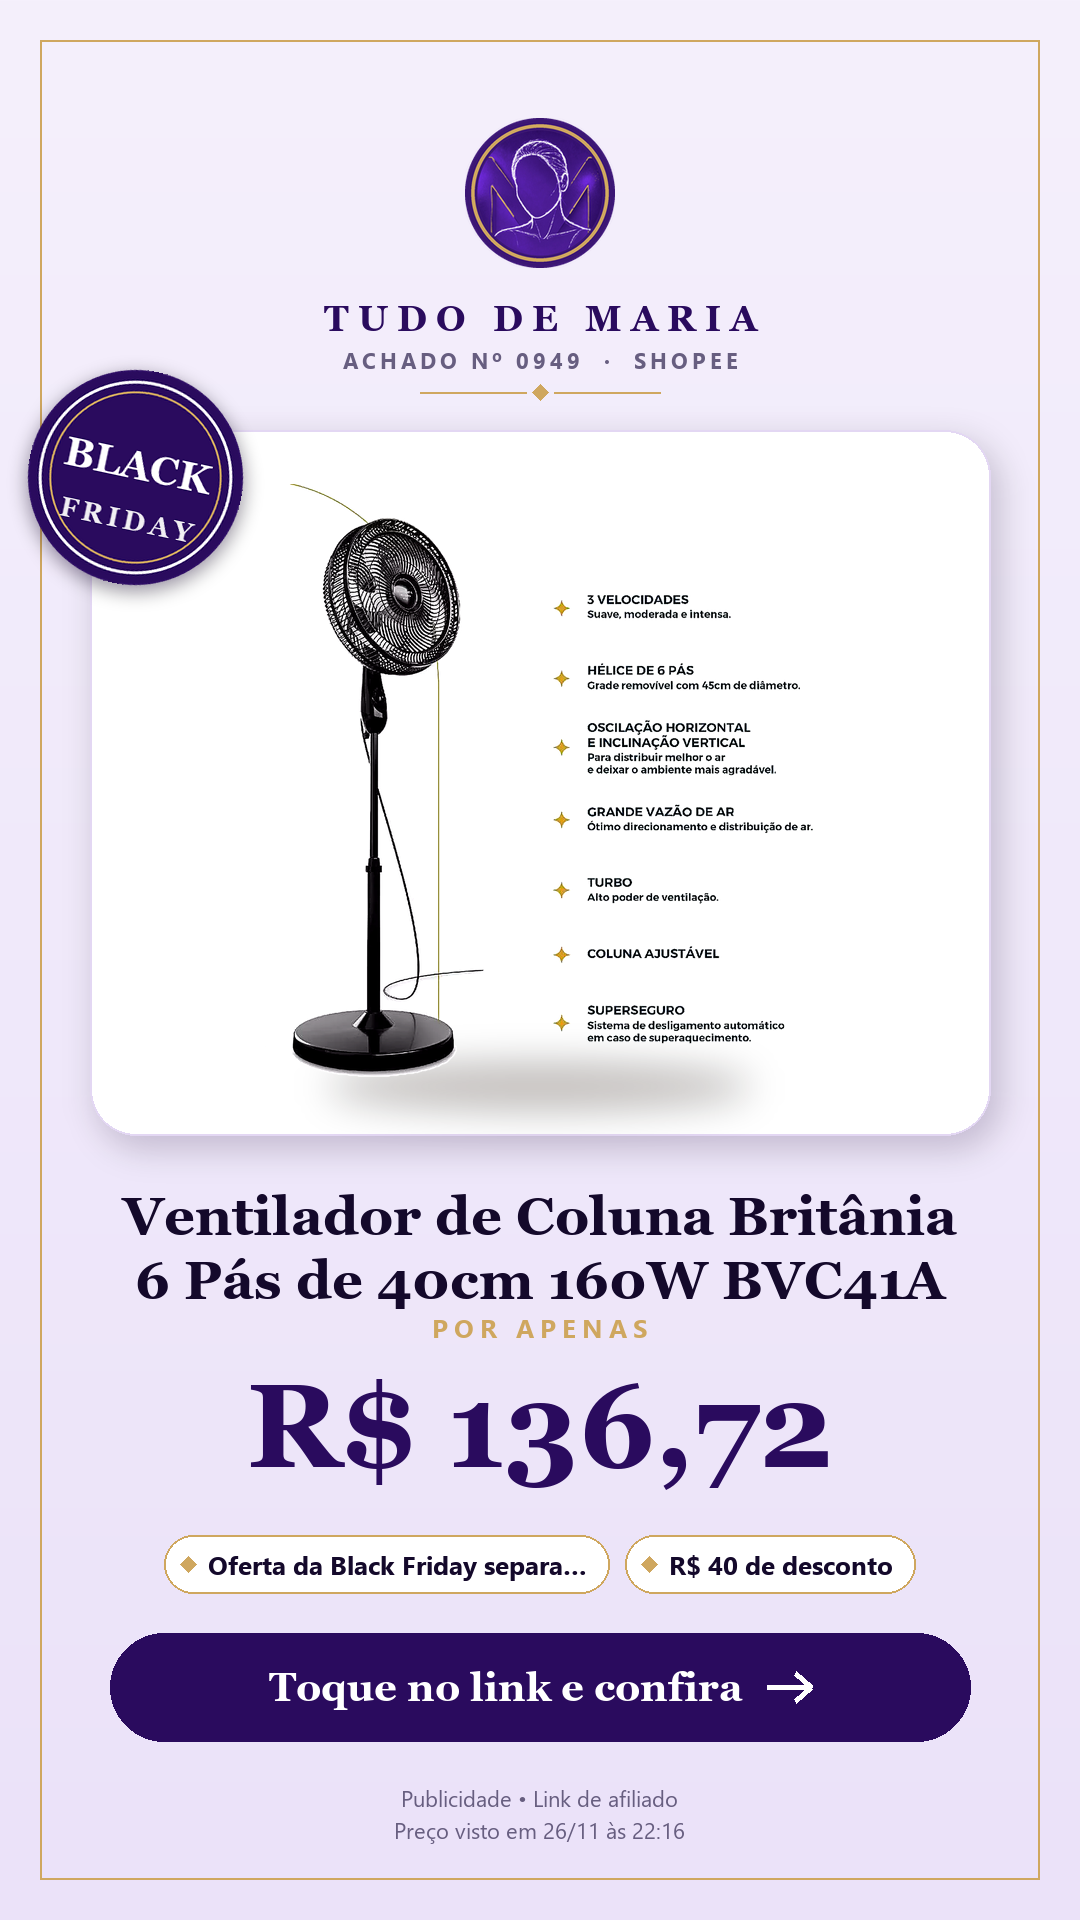 TUDO DE MARIA
ACHADO Nº 0949 · SHOPEE
BLACK
FRIDAY
3 VELOCIDADES
Suave, moderada e intensa.
HÉLICE DE 6 PÁS
Grade removível com 45cm de diâmetro.
OSCILAÇÃO HORIZONTAL
E INCLINAÇÃO VERTICAL
Para distribuir melhor o ar
e deixar o ambiente mais agradável.
GRANDE VAZÃO DE AR
Ótimo direcionamento e distribuição de ar.
TURBO
Alto poder de ventilação.
COLUNA AJUSTÁVEL
SUPERSEGURO
Sistema de desligamento automático
em caso de superaquecimento.
Ventilador de Coluna Britânia
6 Pás de 40cm 160W BVC41A
POR APENAS
R$ 136,72
Oferta da Black Friday separa...
R$ 40 de desconto
Toque no link e confira →
Publicidade • Link de afiliado
Preço visto em 26/11 às 22:16